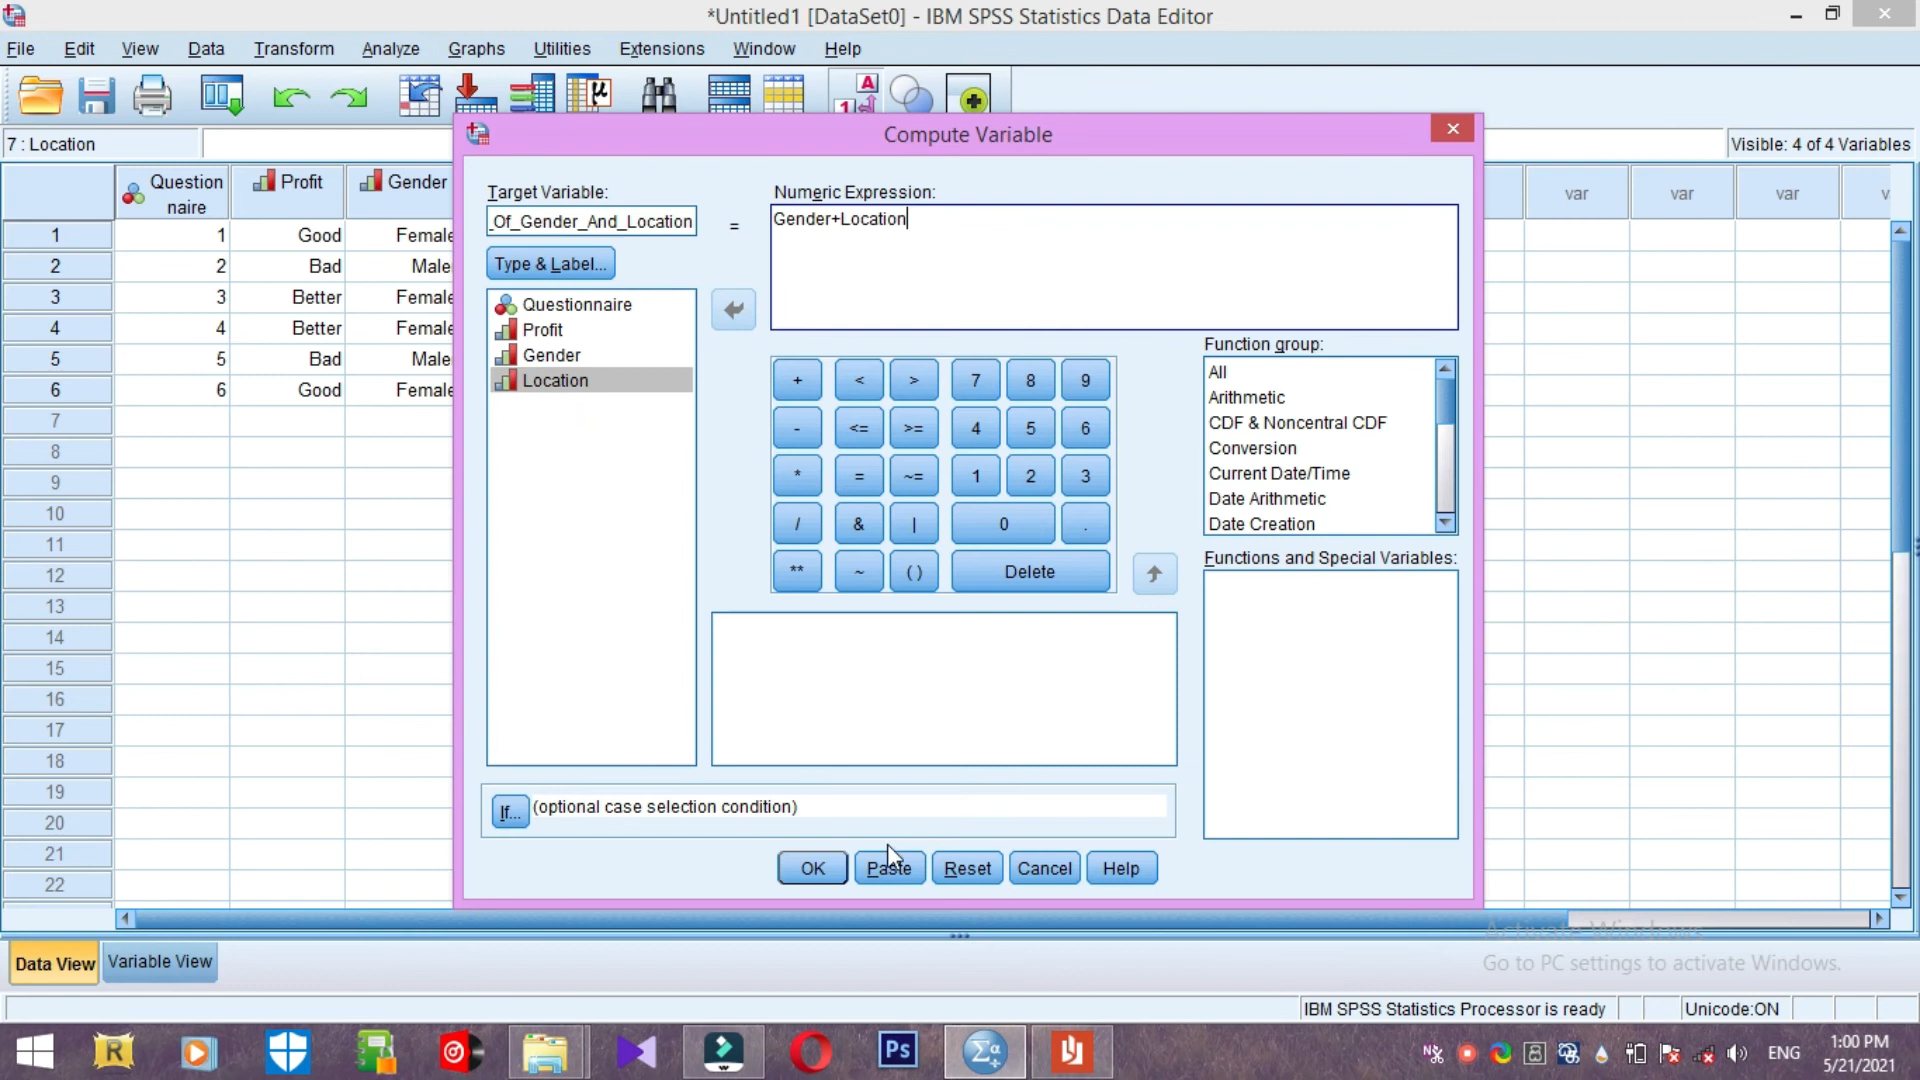 *Untitled1 [DataSet0] - IBM SPSS Statistics Data Editor
File Edit View Data Transform Analyze Graphs Utilities Extensions Window Help
7 : Location
Visible: 4 of 4 Variables
Compute Variable
Questionnaire Profit Gender
var var var
1 1 Good Female
2 2 Bad Male
3 3 Better Female
4 4 Better Female
5 5 Bad Male
6 6 Good Female
7
8
9
10
11
12
13
14
15
16
17
18
19
20
21
22
Target Variable:
_Of_Gender_And_Location
=
Numeric Expression:
Gender+Location
Type & Label...
Questionnaire
Profit
Gender
Location
+ < > 7 8 9
- <= >= 4 5 6
* = ~= 1 2 3
/ & | 0 .
** ~ ( ) Delete
Function group:
All
Arithmetic
CDF & Noncentral CDF
Conversion
Current Date/Time
Date Arithmetic
Date Creation
Functions and Special Variables:
If... (optional case selection condition)
OK Paste Reset Cancel Help
Activate Windows
Go to PC settings to activate Windows.
Data View Variable View
IBM SPSS Statistics Processor is ready
Unicode:ON
R
Ps
Σα
ENG
1:00 PM
5/21/2021